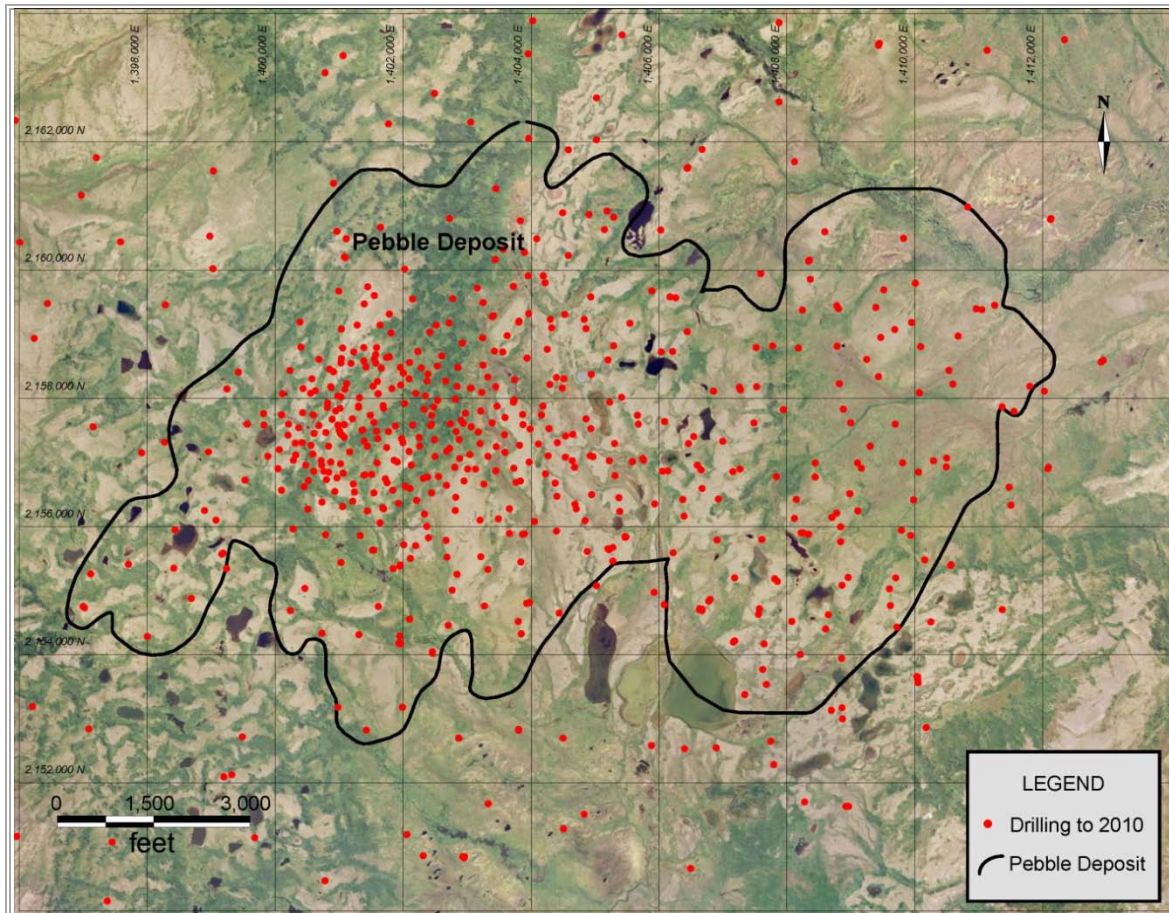 1,398,000 E
1,400,000 E
1,402,000 E
1,404,000 E
1,406,000 E
1,408,000 E
1,410,000 E
1,412,000 E
N
2,162,000 N
Pebble Deposit
2,160,000 N
2,158,000 N
2,156,000 N
2,154,000 N
2,152,000 N
0 1,500 3,000
feet
LEGEND
Drilling to 2010
Pebble Deposit